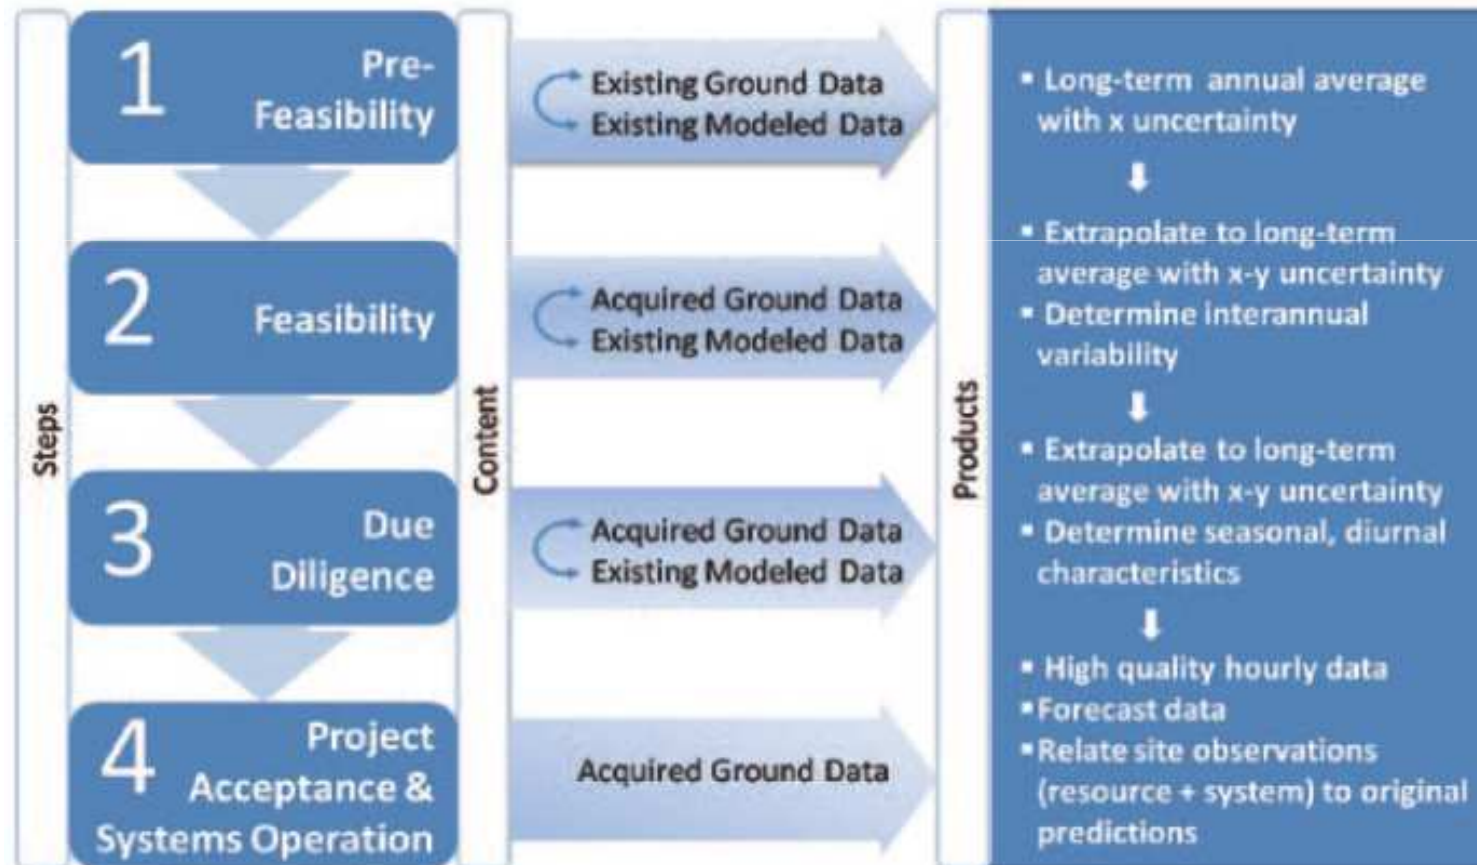 Steps
1
Pre-
Feasibility
2
Feasibility
3
Due
Diligence
4
Project
Acceptance &
Systems Operation
Content
Existing Ground Data
Existing Modeled Data
Acquired Ground Data
Existing Modeled Data
Acquired Ground Data
Existing Modeled Data
Acquired Ground Data
Products
▪ Long-term annual average
with x uncertainty
▪ Extrapolate to long-term
average with x-y uncertainty
▪ Determine interannual
variability
▪ Extrapolate to long-term
average with x-y uncertainty
▪ Determine seasonal, diurnal
characteristics
▪ High quality hourly data
▪ Forecast data
▪ Relate site observations
(resource + system) to original
predictions